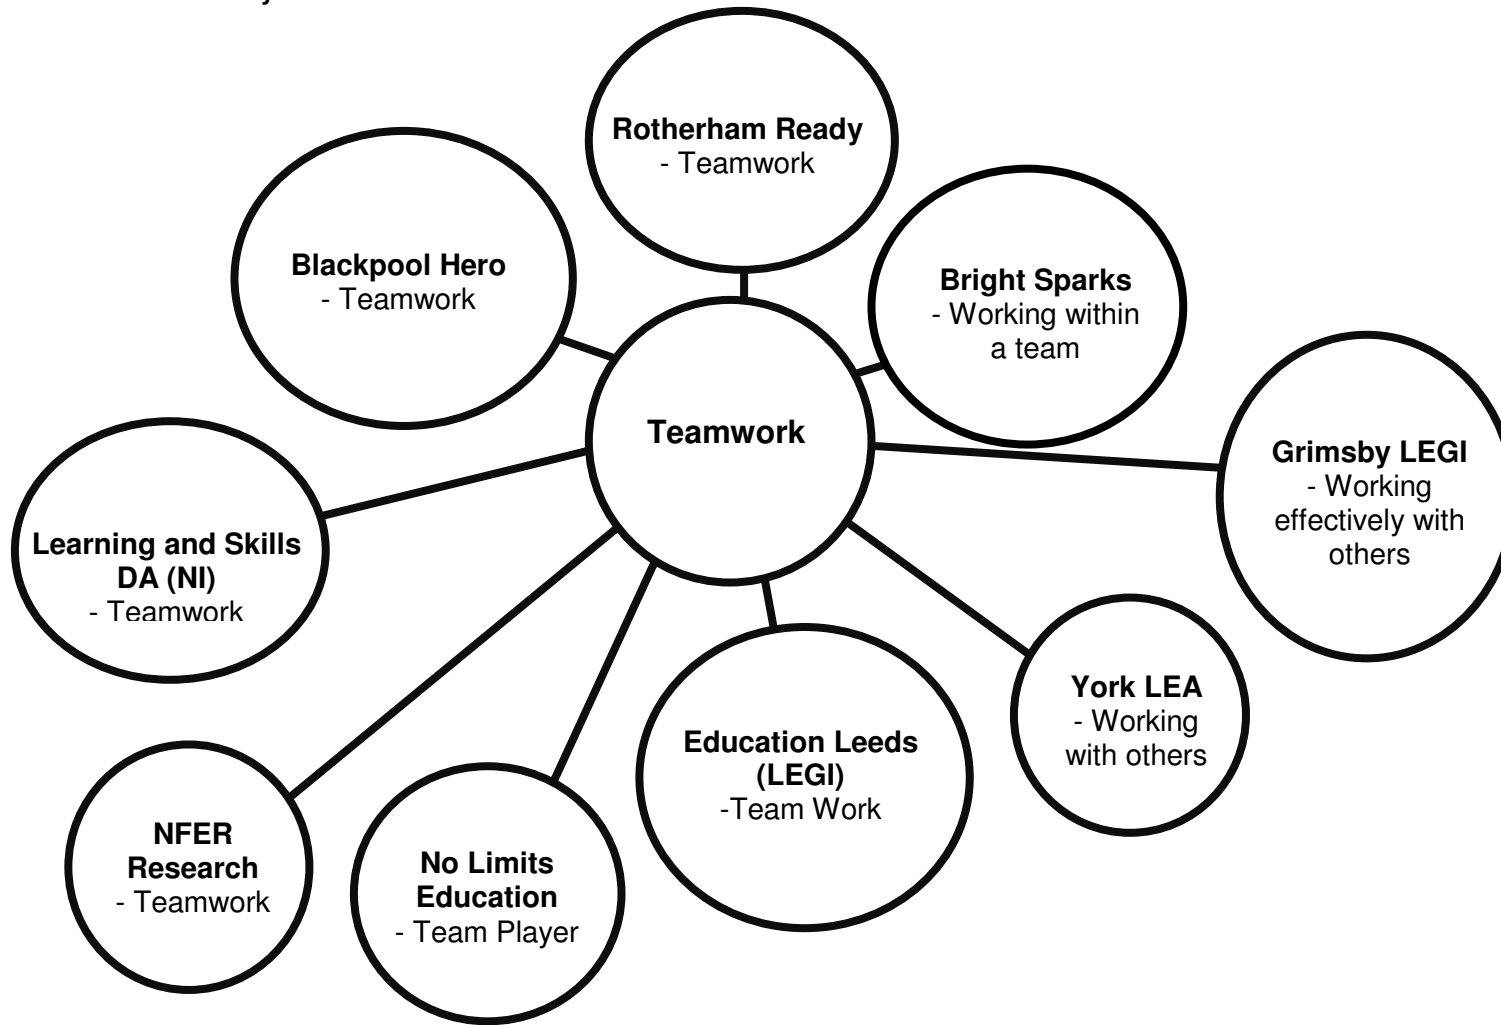 Rotherham Ready
- Teamwork
Blackpool Hero
- Teamwork
Bright Sparks
- Working within
a team
Teamwork
Grimsby LEGI
- Working
effectively with
others
Learning and Skills
DA (NI)
- Teamwork
York LEA
- Working
with others
Education Leeds
(LEGI)
-Team Work
NFER
Research
- Teamwork
No Limits
Education
- Team Player